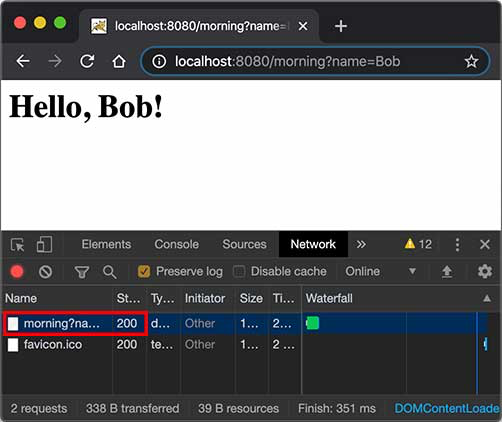 localhost:8080/morning?name=
localhost:8080/morning?name=Bob
Hello, Bob!
Elements Console Sources Network » 12
Preserve log Disable cache Online
Name St... Ty... Initiator Size Ti... Waterfall
morning?na... 200 d... Other 1... 2...
favicon.ico 200 te... Other 1... 2 ...
2 requests 338 B transferred 39 B resources Finish: 351 ms DOMContentLoade